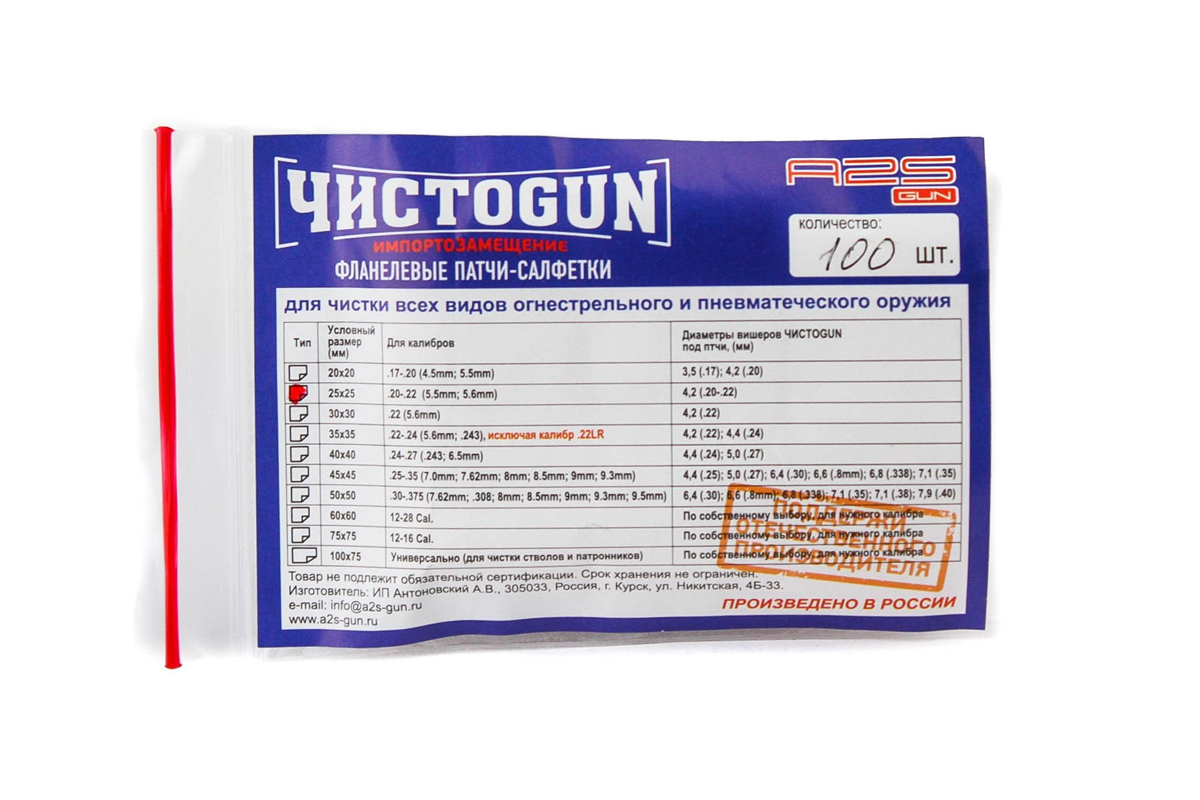 ЧИСТОGUN
ИМПОРТОЗАМЕЩЕНИЕ
ФЛАНЕЛЕВЫЕ ПАТЧИ-САЛФЕТКИ
A2S
GUN
КОЛИЧЕСТВО:
100 ШТ.
для чистки всех видов огнестрельного и пневматеческого оружия
Тип Условный размер (мм) Для калибров Диаметры вишеров ЧИСТОGUN под птчи, (мм)
20x20 .17-.20 (4.5mm; 5.5mm) 3,5 (.17); 4,2 (.20)
25x25 .20-.22 (5.5mm; 5.6mm) 4,2 (.20-.22)
30x30 .22 (5.6mm) 4,2 (.22)
35x35 .22-.24 (5.6mm; .243), исключая калибр .22LR 4,2 (.22); 4,4 (.24)
40x40 .24-.27 (.243; 6.5mm) 4,4 (.24); 5,0 (.27)
45x45 .25-.35 (7.0mm; 7.62mm; 8mm; 8.5mm; 9mm; 9.3mm) 4,4 (.25); 5,0 (.27); 6,4 (.30); 6,6 (.8mm); 6,8 (.338); 7,1 (.35)
50x50 .30-.375 (7.62mm; .308; 8mm; 8.5mm; 9mm; 9.3mm; 9.5mm) 6,4 (.30); 6,6 (.8mm); 6,8 (.338); 7,1 (.35); 7,1 (.38); 7,9 (.40)
60x60 12-28 Cal. По собственному выбору, для нужного калибра
75x75 12-16 Cal. По собственному выбору, для нужного калибра
100x75 Универсально (для чистки стволов и патронников) По собственному выбору, для нужного калибра
ПОДДЕРЖИ
ОТЕЧЕСТВЕННОГО
ПРОИЗВОДИТЕЛЯ
Товар не подлежит обязательной сертификации. Срок хранения не ограничен.
Изготовитель: ИП Антоновский А.В., 305033, Россия, г. Курск, ул. Никитская, 4Б-33.
e-mail: info@a2s-gun.ru
www.a2s-gun.ru
ПРОИЗВЕДЕНО В РОССИИ